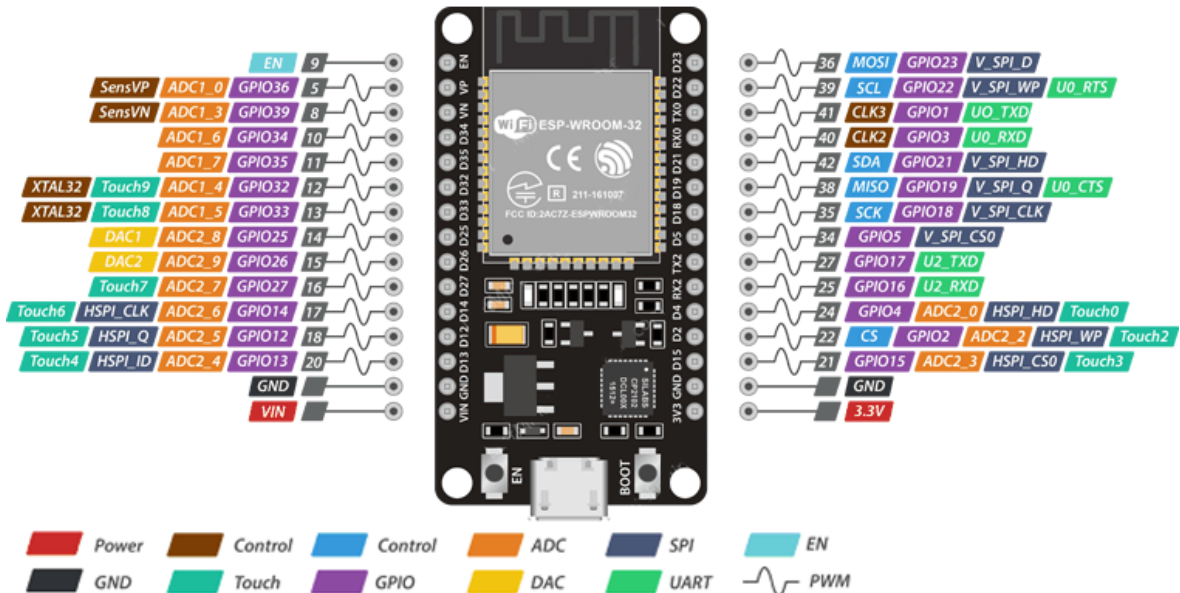 EN 9
SensVP ADC1_0 GPIO36 5
SensVN ADC1_3 GPIO39 8
ADC1_6 GPIO34 10
ADC1_7 GPIO35 11
XTAL32 Touch9 ADC1_4 GPIO32 12
XTAL32 Touch8 ADC1_5 GPIO33 13
DAC1 ADC2_8 GPIO25 14
DAC2 ADC2_9 GPIO26 15
Touch7 ADC2_7 GPIO27 16
Touch6 HSPI_CLK ADC2_6 GPIO14 17
Touch5 HSPI_Q ADC2_5 GPIO12 18
Touch4 HSPI_ID ADC2_4 GPIO13 20
GND
VIN
EN
VP
VN
D34
D35
D32
D33
D25
D26
D27
D14
D12
D13
GND
VIN
WiFi ESP-WROOM-32
CE
R 211-161007
FCC ID:2AC7Z-ESPWROOM32
SILABS
CP2102
DCL00X
1512+
EN
BOOT
D23
D22
TX0
RX0
D21
D19
D18
D5
TX2
RX2
D4
D2
D15
GND
3V3
36 MOSI GPIO23 V_SPI_D
39 SCL GPIO22 V_SPI_WP U0_RTS
41 CLK3 GPIO1 UO_TXD
40 CLK2 GPIO3 U0_RXD
42 SDA GPIO21 V_SPI_HD
38 MISO GPIO19 V_SPI_Q U0_CTS
35 SCK GPIO18 V_SPI_CLK
34 GPIO5 V_SPI_CS0
27 GPIO17 U2_TXD
25 GPIO16 U2_RXD
24 GPIO4 ADC2_0 HSPI_HD Touch0
22 CS GPIO2 ADC2_2 HSPI_WP Touch2
21 GPIO15 ADC2_3 HSPI_CS0 Touch3
GND
3.3V
Power Control Control ADC SPI EN
GND Touch GPIO DAC UART PWM